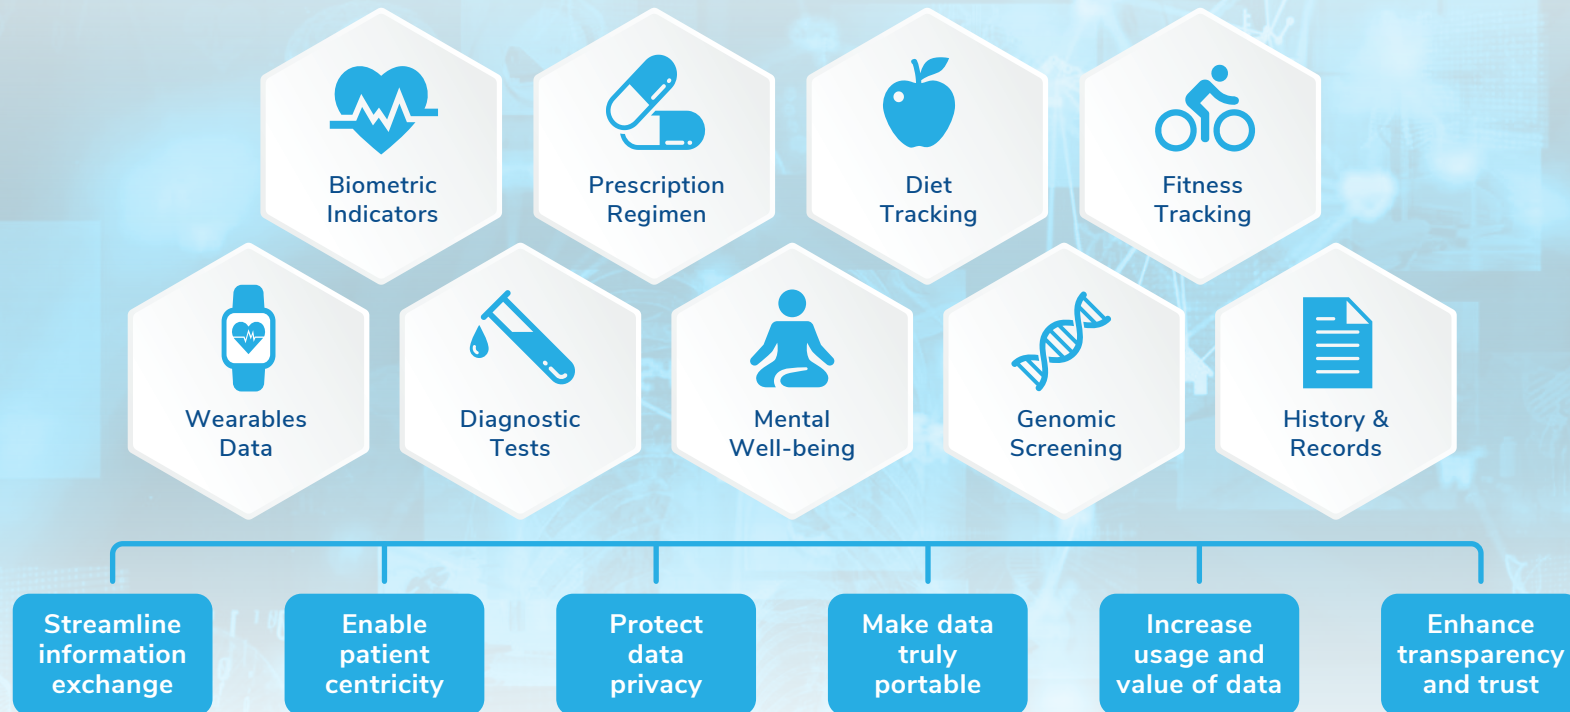 Biometric
Indicators
Prescription
Regimen
Diet
Tracking
Fitness
Tracking
Wearables
Data
Diagnostic
Tests
Mental
Well-being
Genomic
Screening
History &
Records
Streamline
information
exchange
Enable
patient
centricity
Protect
data
privacy
Make data
truly
portable
Increase
usage and
value of data
Enhance
transparency
and trust